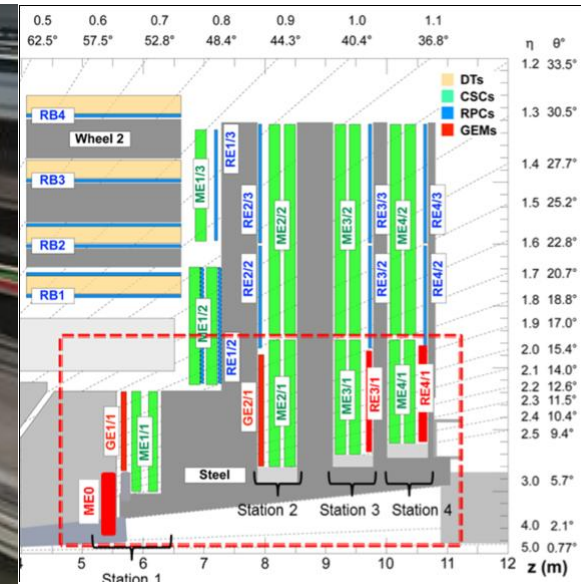 0.5 0.6 0.7 0.8 0.9 1.0 1.1
62.5° 57.5° 52.8° 48.4° 44.3° 40.4° 36.8° η θ°
1.2 33.5°
DTs
CSCs
RPCs
GEMs
1.3 30.5°
1.4 27.7°
1.5 25.2°
1.6 22.8°
1.7 20.7°
1.8 18.8°
1.9 17.0°
2.0 15.4°
2.1 14.0°
2.2 12.6°
2.3 11.5°
2.4 10.4°
2.5 9.4°
3.0 5.7°
4.0 2.1°
5.0 0.77°
RB4
Wheel 2
RB3
RB2
RB1
ME1/3
RE1/3
RE2/3
ME2/2
ME3/2
RE3/3
ME4/2
RE4/3
RE2/2
RE3/2
RE4/2
ME1/2
RE1/2
GE1/1
ME1/1
GE2/1
ME2/1
ME3/1
RE3/1
ME4/1
RE4/1
ME0
Steel
Station 2
Station 3
Station 4
5 6 7 8 9 10 11 12
z (m)
Station 1